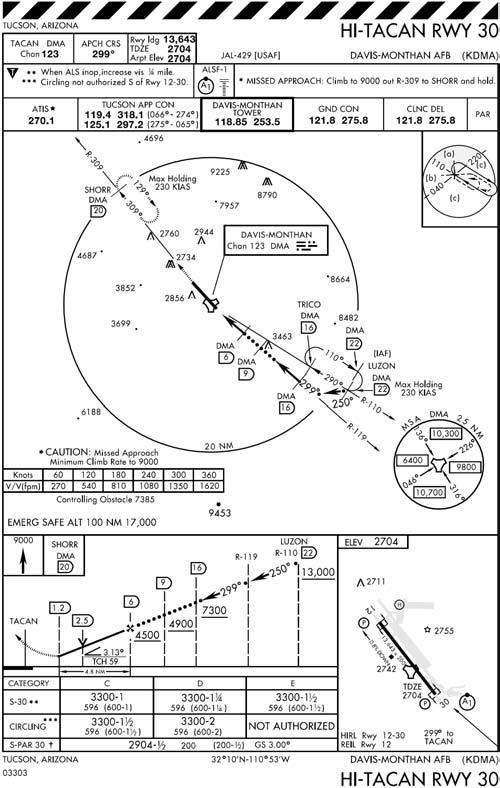 TUCSON, ARIZONA
HI-TACAN RWY 30
TACAN DMA
Chan 123
APCH CRS
299°
Rwy ldg 13,643
TDZE 2704
Arpt Elev 2704
JAL-429 [USAF]
DAVIS-MONTHAN AFB (KDMA)
T
** When ALS inop,increase vis ¼ mile.
*** Circling not authorized S of Rwy 12-30.
ALSF-1
A1
* MISSED APPROACH: Climb to 9000 out R-309 to SHORR and hold.
ATIS*
270.1
TUCSON APP CON
119.4 318.1 (066° - 274°)
125.1 297.2 (275° - 065°)
DAVIS-MONTHAN
TOWER
118.85 253.5
GND CON
121.8 275.8
CLNC DEL
121.8 275.8
PAR
4696
R-309
Max Holding
230 KIAS
9225
8790
(a)
220
110
(c)
(b)
040
(c)
SHORR
DMA
20
129°
309°
7957
2760
2944
DAVIS-MONTHAN
Chan 123 DMA
4687
2734
3852
2856
8664
3699
TRICO
DMA
16
8482
3463
DMA
22
DMA
6
DMA
9
110°
290°
(IAF)
LUZON
DMA
22
Max Holding
230 KIAS
299°
250°
R-110
DMA
16
R-119
6188
20 NM
MSA DMA 25 NM
10,300
136°
226°
6400
9800
046°
316°
10,700
*CAUTION: Missed Approach
Minimum Climb Rate to 9000
Knots 60 120 180 240 300 360
V/V(fpm) 270 540 810 1080 1350 1620
Controlling Obstacle 7385
9453
EMERG SAFE ALT 100 NM 17,000
9000
SHORR
DMA
20
LUZON
R-110 22
R-119
16
9
6
2.5
1.2
TACAN
299°
250°
13,000
7300
4900
4500
3.13°
TCH 59
4.8 NM
ELEV 2704
2711
H
12
P
2755
13,643 x 200
0.8% DOWN
2742
TDZE
2704
P
30
A1
HIRL Rwy 12-30
REIL Rwy 12
299° to
TACAN
CATEGORY C D E
S-30 ** 3300-1 3300-1¼ 3300-1½
596 (600-1) 596 (600-1¼) 596 (600-1½)
CIRCLING*** 3300-1½ 3300-2 NOT AUTHORIZED
596 (600-1½) 596 (600-2)
S-PAR 30 † 2904-½ 200 (200-½) GS 3.00°
TUCSON, ARIZONA
32°10'N-110°53'W
DAVIS-MONTHAN AFB (KDMA)
03303
HI-TACAN RWY 30